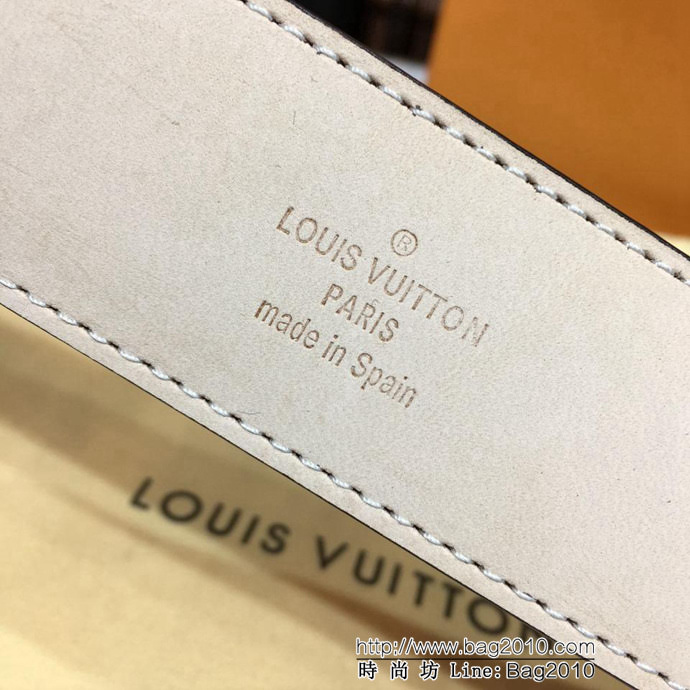 ®
LOUIS VUITTON
PARIS
made in Spain
LOUIS VUITTON
http://www.bag2010.com
時尚坊 Line:Bag2010